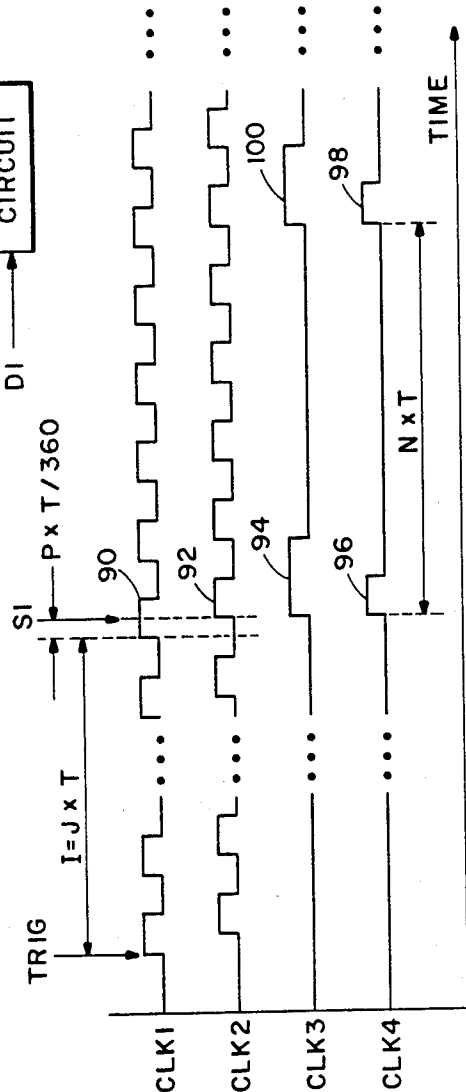 CIRCUIT
DI
SI
P x T/360
I=J x T
TRIG
90
92
94
100
96
98
N x T
CLK1
CLK2
CLK3
CLK4
TIME